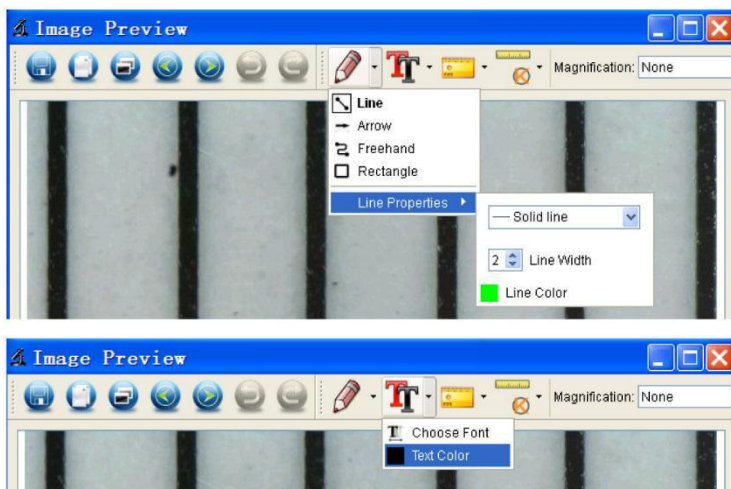 Image Preview
Magnification: None
Line
Arrow
Freehand
Rectangle
Line Properties
Solid line
2 Line Width
Line Color
Image Preview
Magnification: None
Choose Font
Text Color